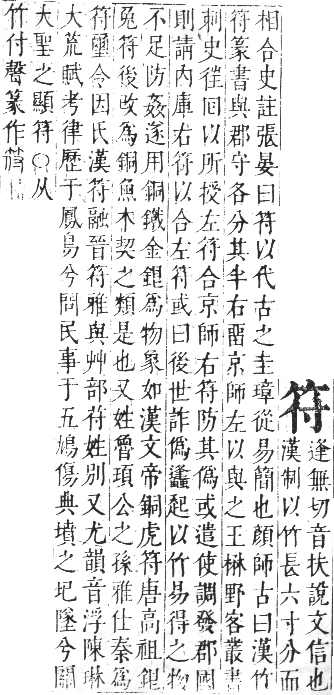 符
逢無切音扶說文信也
漢制以竹長六寸分而
相合史註張晏曰符以代古之圭璋從易簡也顏師古曰漢竹
符篆書與郡守各分其半右畱京師左以與之王楙野客叢書
刺史徃囘以所授左符合京師右符防其偽或遣使調發郡國
則請內庫右符以合左符或曰後世詐偽蠭起以竹易得之物
不足防姦遂用銅鐵金銀為物象如漢文帝銅虎符唐高祖銀
兔符後改為銅魚木契之類是也又姓魯頃公之孫雅仕秦為
符璽令因氏漢符融晉符雅與艸部苻姓別又尤韻音浮陳琳
大荒賦考律歷于鳳鳥兮問民事于五鳩傷典墳之圮墜兮關
大聖之顯符○从
竹付聲篆作